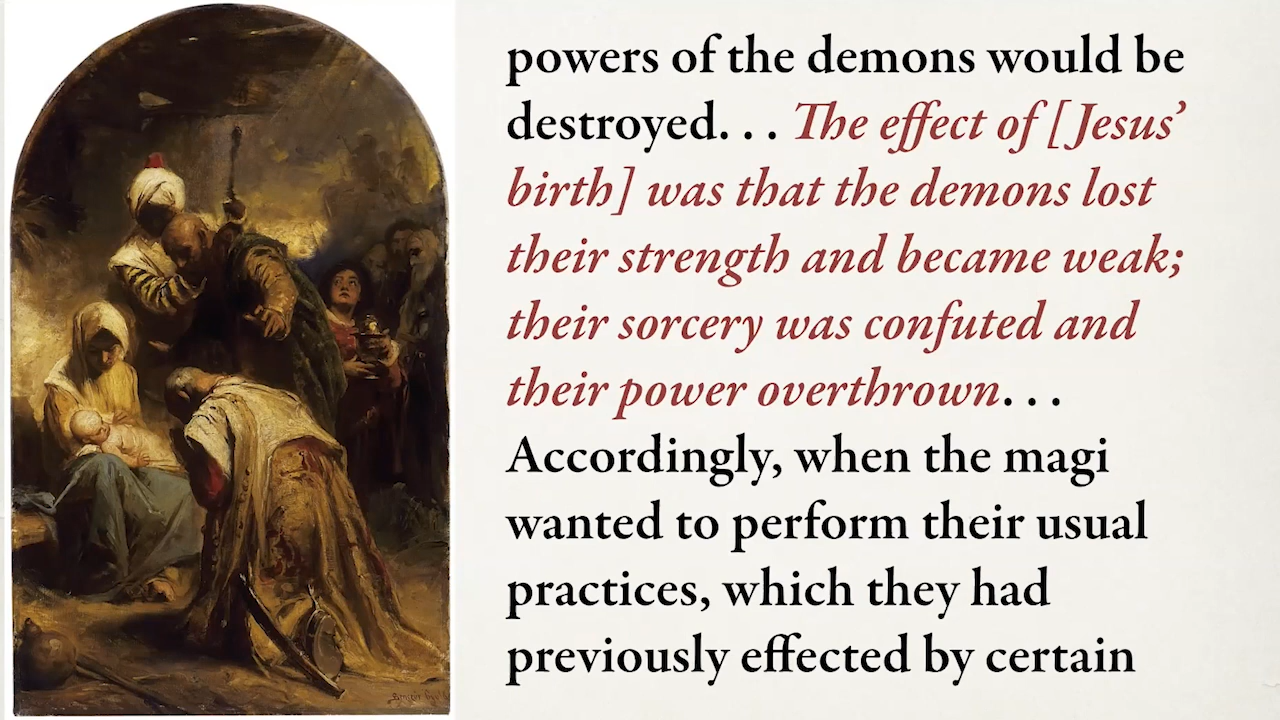 powers of the demons would be
destroyed. . . The effect of [Jesus’
birth] was that the demons lost
their strength and became weak;
their sorcery was confuted and
their power overthrown. . .
Accordingly, when the magi
wanted to perform their usual
practices, which they had
previously effected by certain